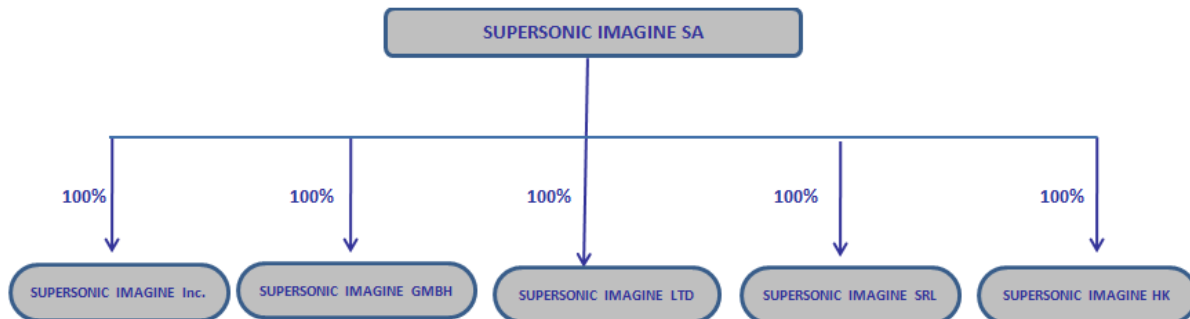 SUPERSONIC IMAGINE SA
100%
100%
100%
100%
100%
SUPERSONIC IMAGINE Inc.
SUPERSONIC IMAGINE GMBH
SUPERSONIC IMAGINE LTD
SUPERSONIC IMAGINE SRL
SUPERSONIC IMAGINE HK